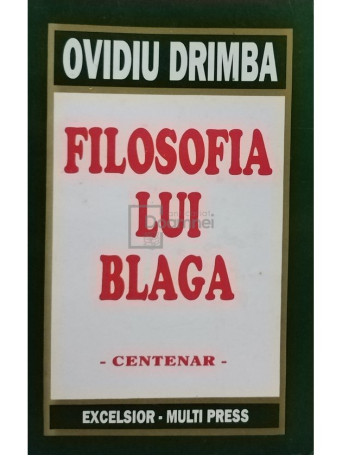 OVIDIU DRIMBA
FILOSOFIA
LUI
BLAGA
- CENTENAR -
EXCELSIOR - MULTI PRESS